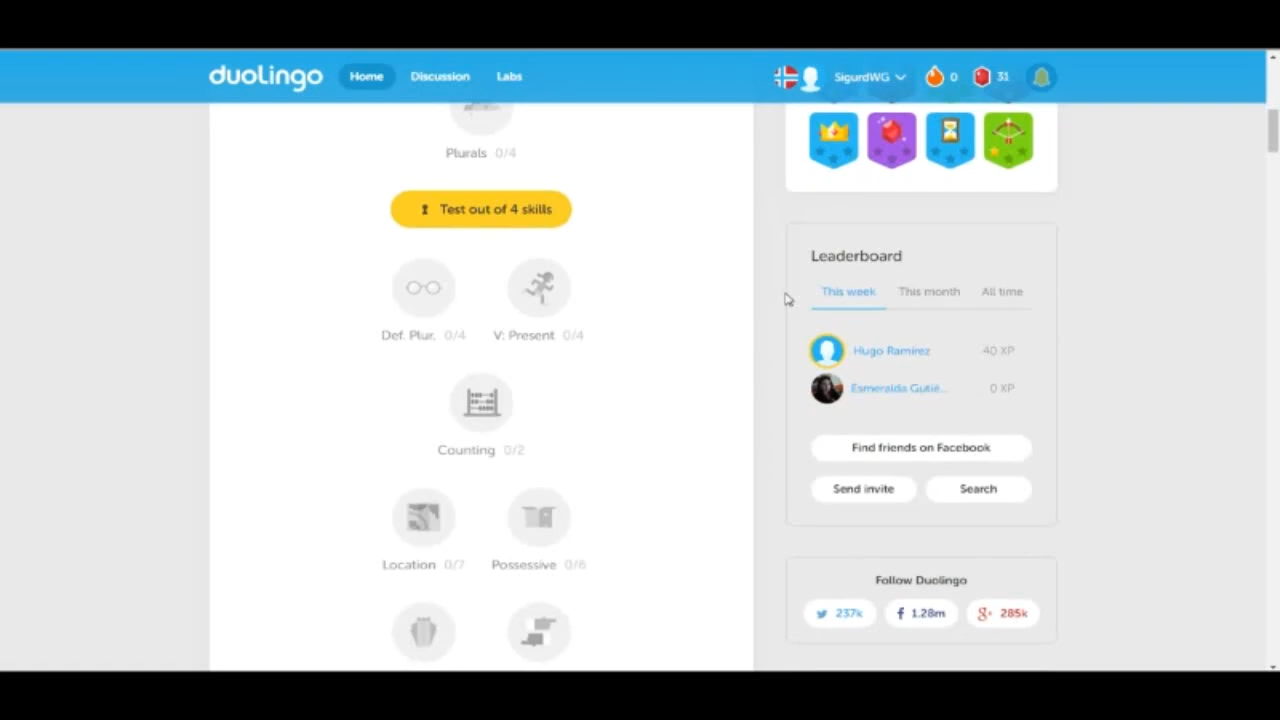 duolingo Home Discussion Labs SigurdWG 0 31
Plurals 0/4
Test out of 4 skills
Def. Plur. 0/4 V: Present 0/4
Counting 0/2
Location 0/7 Possessive 0/6
Leaderboard
This week This month All time
Hugo Ramírez 40 XP
Esmeralda Gutié... 0 XP
Find friends on Facebook
Send invite Search
Follow Duolingo
237k 1.28m 285k